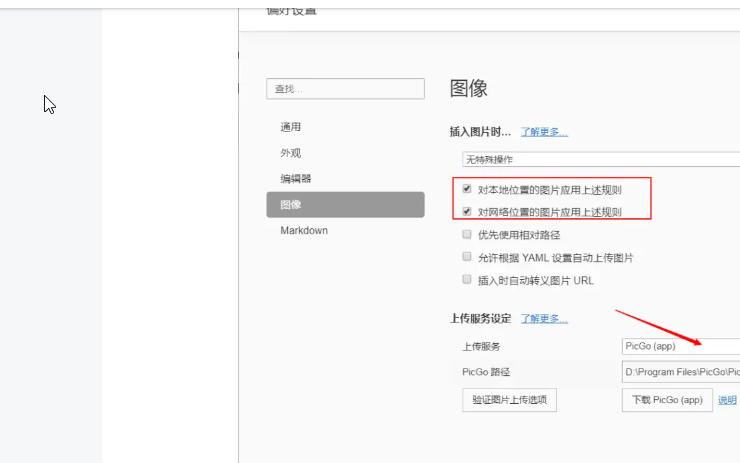 偏好设置
查找...
图像
通用
外观
编辑器
图像
Markdown
插入图片时... 了解更多...
无特殊操作
对本地位置的图片应用上述规则
对网络位置的图片应用上述规则
优先使用相对路径
允许根据 YAML 设置自动上传图片
插入时自动转义图片 URL
上传服务设定 了解更多...
上传服务 PicGo (app)
PicGo 路径 D:\Program Files\PicGo\Pic
验证图片上传选项 下载 PicGo (app) 说明